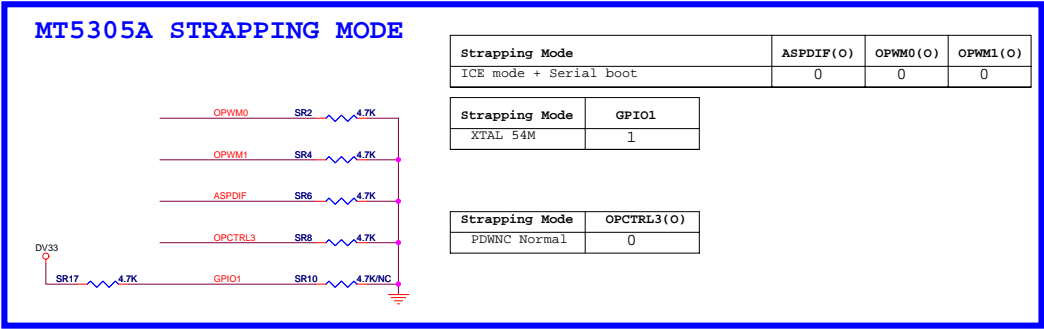 MT5305A STRAPPING MODE
Strapping Mode ASPDIF(O) OPWM0(O) OPWM1(O)
ICE mode + Serial boot 0 0 0
Strapping Mode GPIO1
XTAL 54M 1
Strapping Mode OPCTRL3(O)
PDWNC Normal 0
OPWM0 SR2 4.7K
OPWM1 SR4 4.7K
ASPDIF SR6 4.7K
OPCTRL3 SR8 4.7K
DV33
SR17 4.7K GPIO1 SR10 4.7K/NC